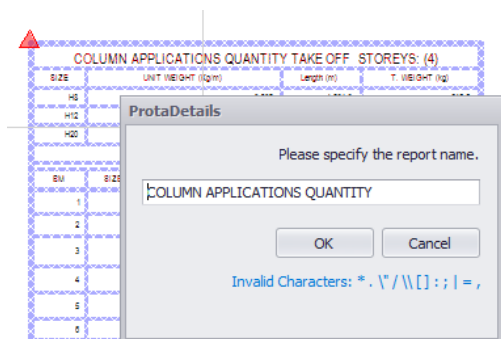 COLUMN APPLICATIONS QUANTITY TAKE OFF STOREYS: (4)
SIZE UNIT WEIGHT (Kg/m) Length (m) T. WEIGHT (kg)
H8
H12
H20
ProtaDetails
Please specify the report name.
COLUMN APPLICATIONS QUANTITY
OK Cancel
Invalid Characters: * . \" / \\ [ ] : ; | = ,
BM SIZE
1
2
3
4
5
6